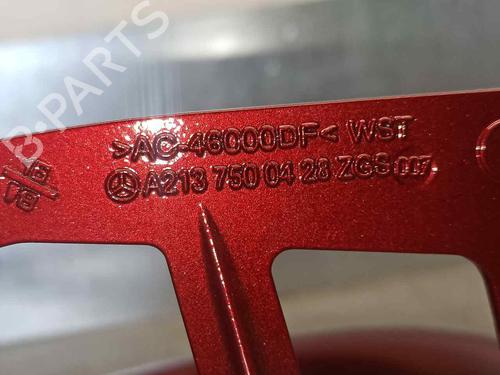 B-PARTS
>AC-46000DF< WST
A213 750 04 28 ZGS 007